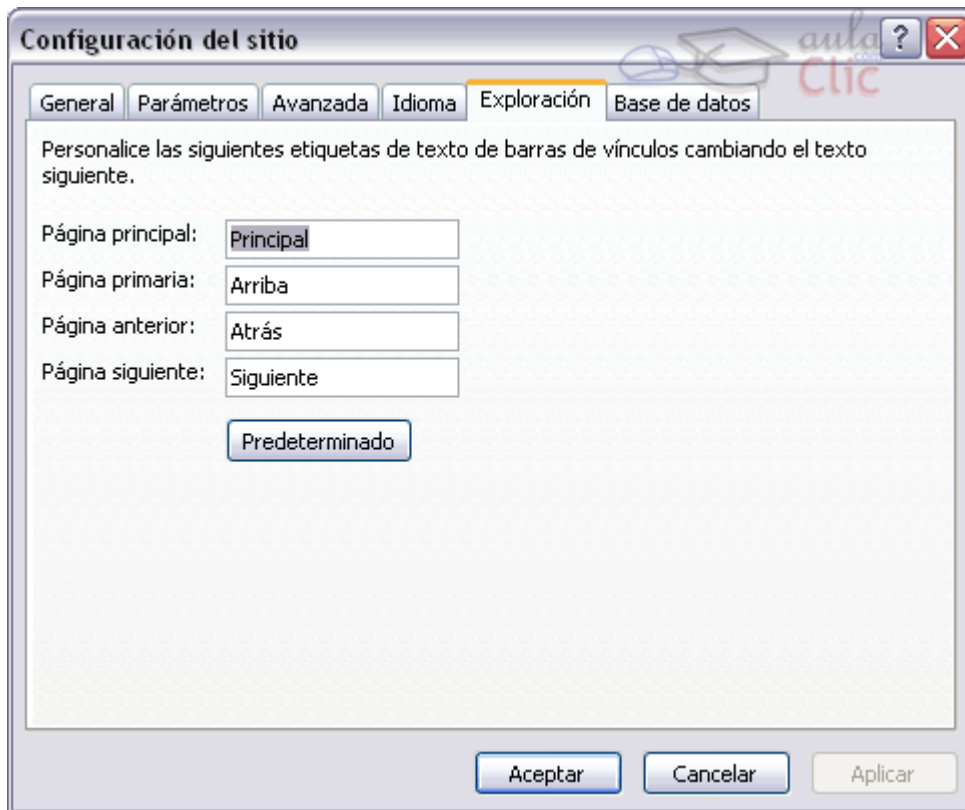 Configuración del sitio
aula
.com
Clic
?
General Parámetros Avanzada Idioma Exploración Base de datos
Personalice las siguientes etiquetas de texto de barras de vínculos cambiando el texto
siguiente.
Página principal: Principal
Página primaria: Arriba
Página anterior: Atrás
Página siguiente: Siguiente
Predeterminado
Aceptar Cancelar Aplicar